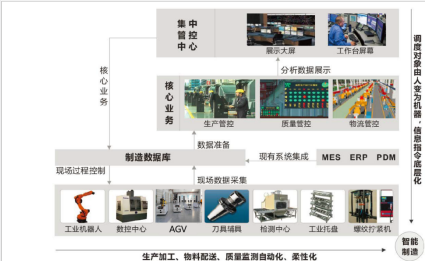 集中
管控
中心
展示大屏
工作台屏幕
分析数据展示
核心业务
核心
业务
生产管控
质量管控
物流管控
数据准备
制造数据库
现有系统集成
MES ERP PDM
现场过程控制
现场数据采集
工业机器人
数控中心
AGV
刀具辅具
检测中心
工业托盘
螺纹拧紧机
调度对象由人变为机器,信息指令底层化
智能
制造
生产加工、物料配送、质量监测自动化、柔性化